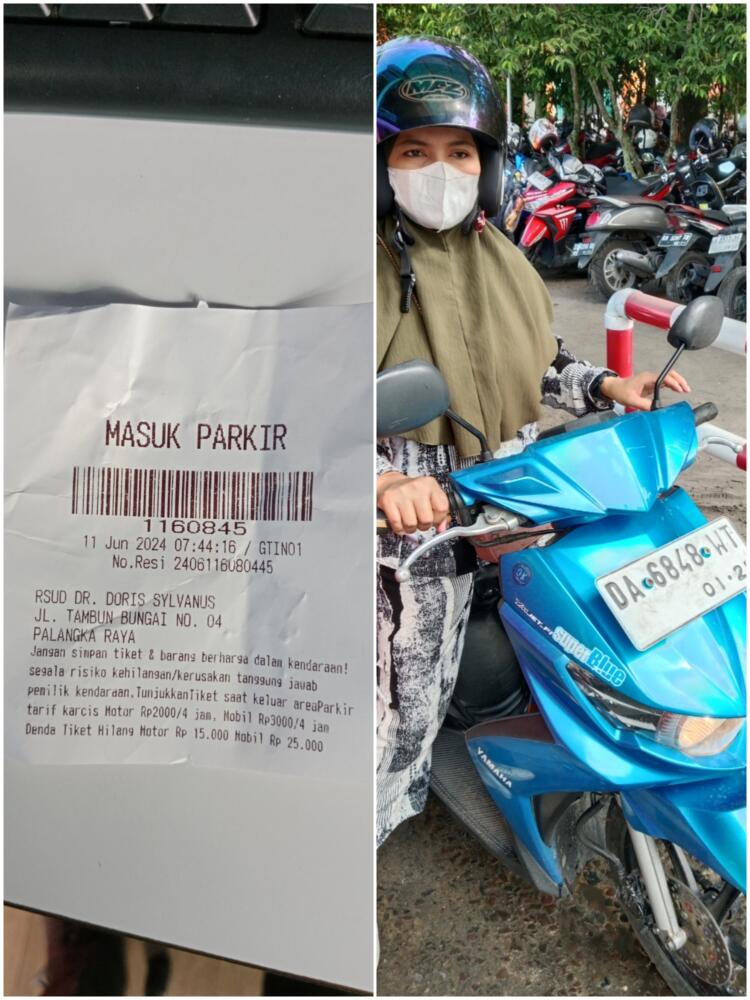 MASUK PARKIR
1160845
11 Jun 2024 07:44:16 / GTIN01
No.Resi 2406116080445
RSUD DR. DORIS SYLVANUS
JL. TAMBUN BUNGAI NO. 04
PALANGKA RAYA
Jangan simpan tiket & barang berharga dalam kendaraan!
segala risiko kehilangan/kerusakan tanggung jawab
pemilik kendaraan.TunjukkanTiket saat keluar areaParkir
tarif karcis Motor Rp2000/4 jam, Mobil Rp3000/4 jam
Denda Tiket Hilang Motor Rp 15.000 Mobil Rp 25.000
MFZ
DA 6848 WT
01
superBlue
YAMAHA